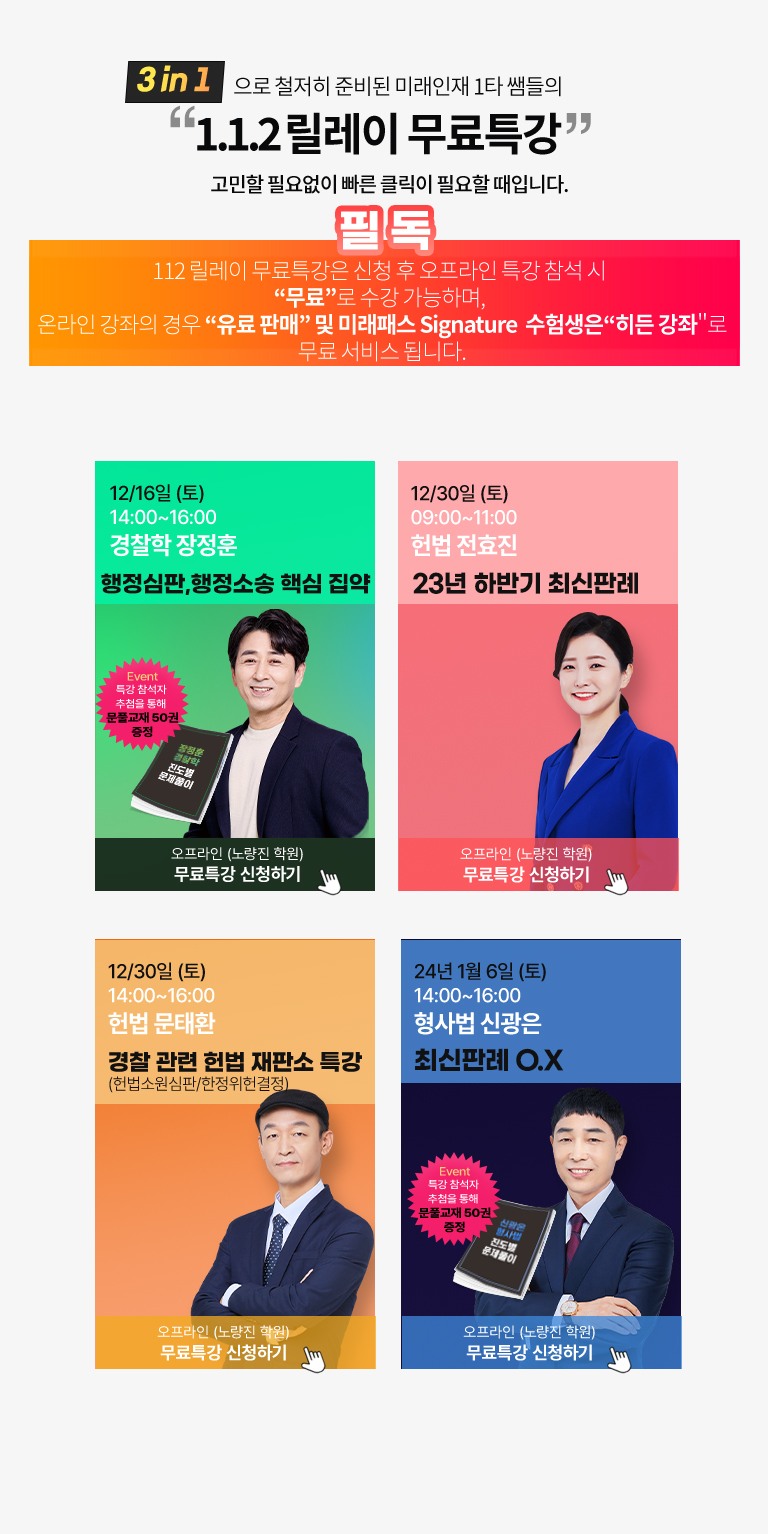 3 in 1 으로 철저히 준비된 미래인재 1타 쌤들의
“1.1.2 릴레이 무료특강”
고민할 필요없이 빠른 클릭이 필요할 때입니다.
필독
112 릴레이 무료특강은 신청 후 오프라인 특강 참석 시
“무료”로 수강 가능하며,
온라인 강좌의 경우 “유료 판매” 및 미래패스 Signature 수험생은“히든 강좌"로
무료 서비스 됩니다.
12/16일 (토)
14:00~16:00
경찰학 장정훈
행정심판,행정소송 핵심 집약
Event
특강 참석자
추첨을 통해
문풀교재 50권
증정
장정훈
경찰학
진도별
문제풀이
오프라인 (노량진 학원)
무료특강 신청하기
12/30일 (토)
09:00~11:00
헌법 전효진
23년 하반기 최신판례
오프라인 (노량진 학원)
무료특강 신청하기
12/30일 (토)
14:00~16:00
헌법 문태환
경찰 관련 헌법 재판소 특강
(헌법소원심판/한정위헌결정)
오프라인 (노량진 학원)
무료특강 신청하기
24년 1월 6일 (토)
14:00~16:00
형사법 신광은
최신판례 O.X
Event
특강 참석자
추첨을 통해
문풀교재 50권
증정
신광은
형사법
진도별
문제풀이
오프라인 (노량진 학원)
무료특강 신청하기